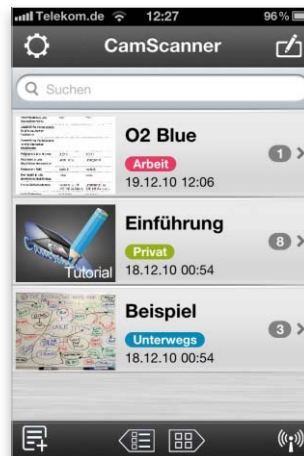 Telekom.de 12:27 96%
CamScanner
Suchen
O2 Blue
Arbeit
1
19.12.10 12:06
Tutorial
Einführung
Privat
8
18.12.10 00:54
Beispiel
Unterwegs
3
18.12.10 00:54